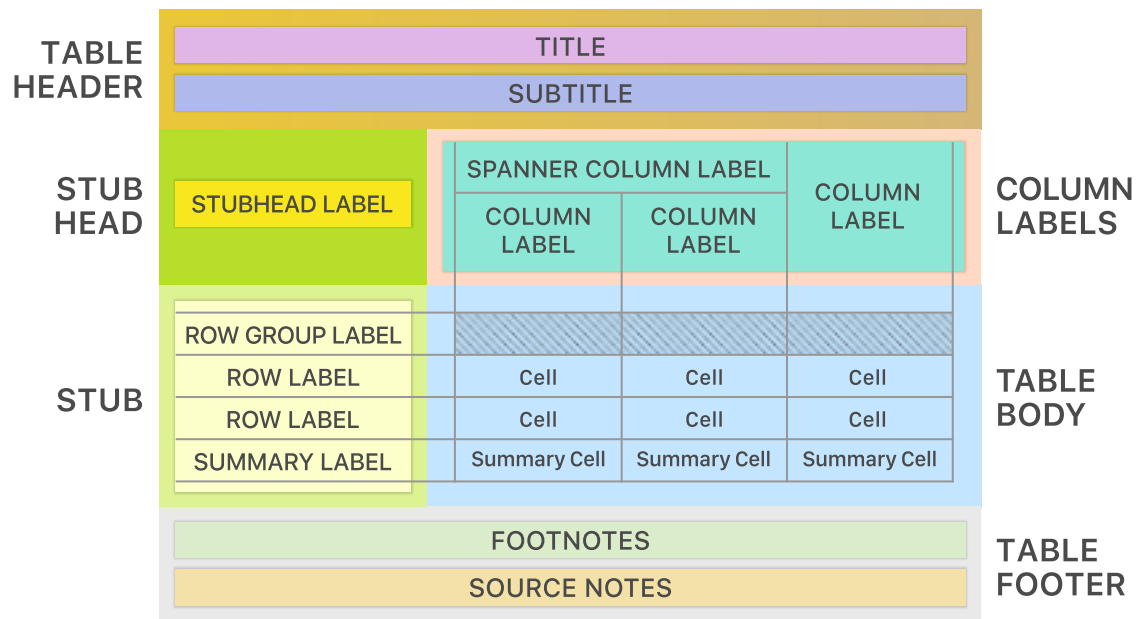 TABLE
HEADER
TITLE
SUBTITLE
STUB
HEAD
STUBHEAD LABEL
SPANNER COLUMN LABEL
COLUMN
LABEL
COLUMN
LABEL
COLUMN
LABEL
COLUMN
LABELS
STUB
ROW GROUP LABEL
ROW LABEL Cell Cell Cell
ROW LABEL Cell Cell Cell
SUMMARY LABEL Summary Cell Summary Cell Summary Cell
TABLE
BODY
FOOTNOTES
SOURCE NOTES
TABLE
FOOTER